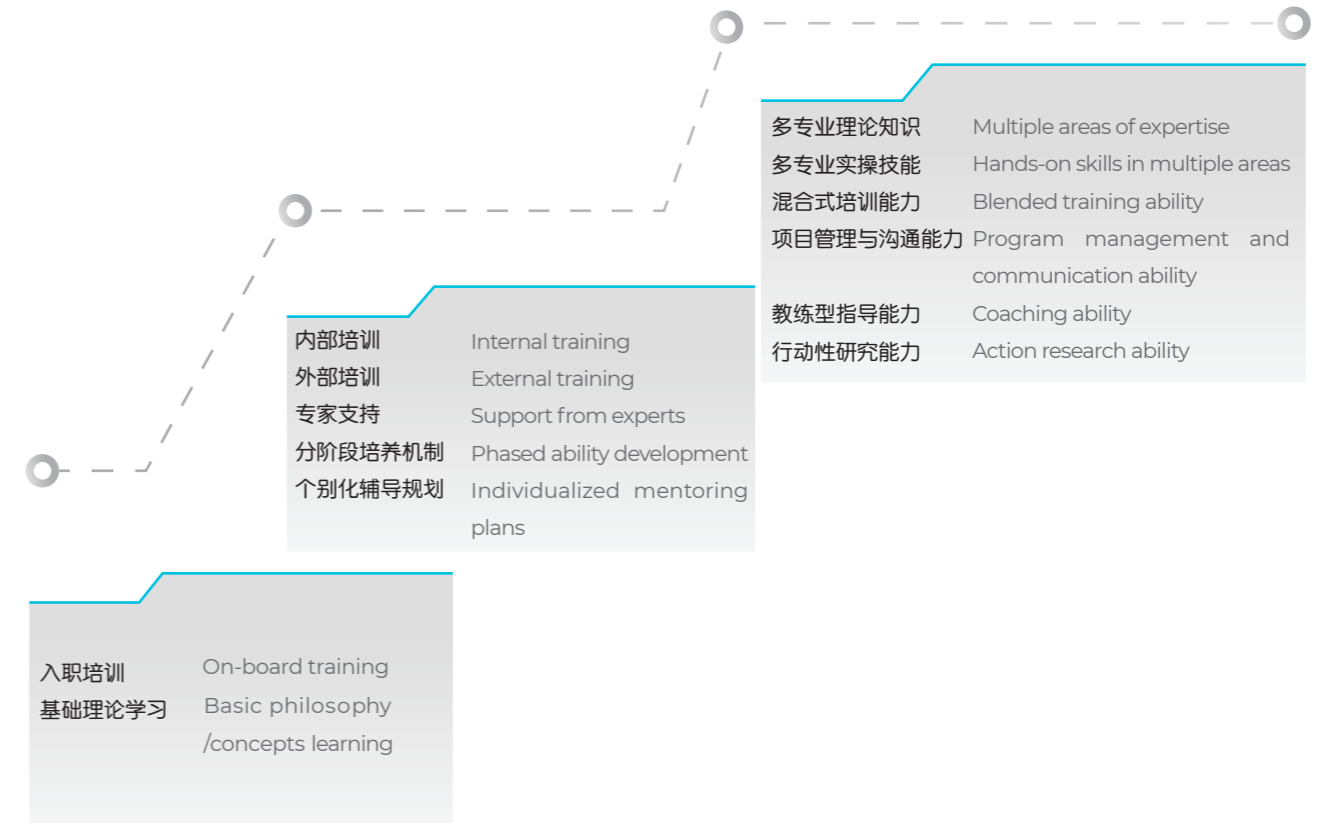 多专业理论知识 Multiple areas of expertise
多专业实操技能 Hands-on skills in multiple areas
混合式培训能力 Blended training ability
项目管理与沟通能力 Program management and
communication ability
教练型指导能力 Coaching ability
行动性研究能力 Action research ability
内部培训 Internal training
外部培训 External training
专家支持 Support from experts
分阶段培养机制 Phased ability development
个别化辅导规划 Individualized mentoring
plans
入职培训 On-board training
基础理论学习 Basic philosophy
/concepts learning